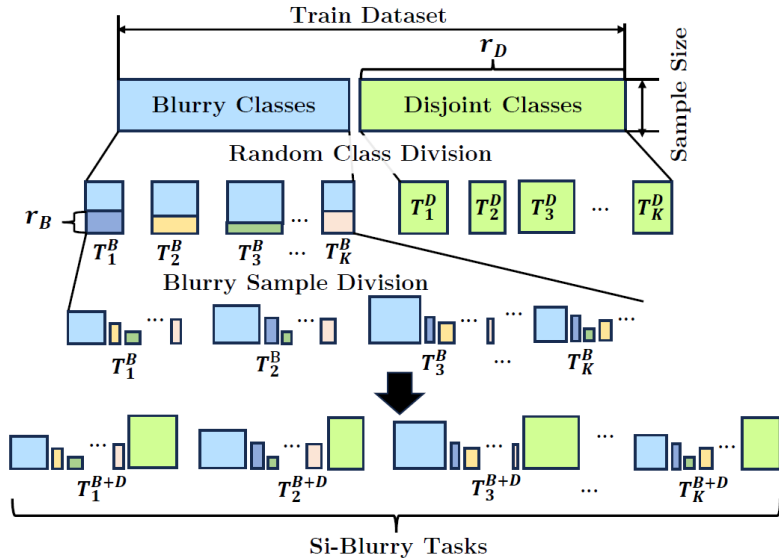 Train Dataset
r_D
Blurry Classes Disjoint Classes
Sample Size
Random Class Division
r_B
T_1^D T_2^D T_3^D ... T_K^D
...
T_1^B T_2^B T_3^B ... T_K^B
Blurry Sample Division
... ... ... ... ...
T_1^B T_2^B T_3^B ... T_K^B
... ... ... ... ...
T_1^{B+D} T_2^{B+D} T_3^{B+D} ... T_K^{B+D}
Si-Blurry Tasks